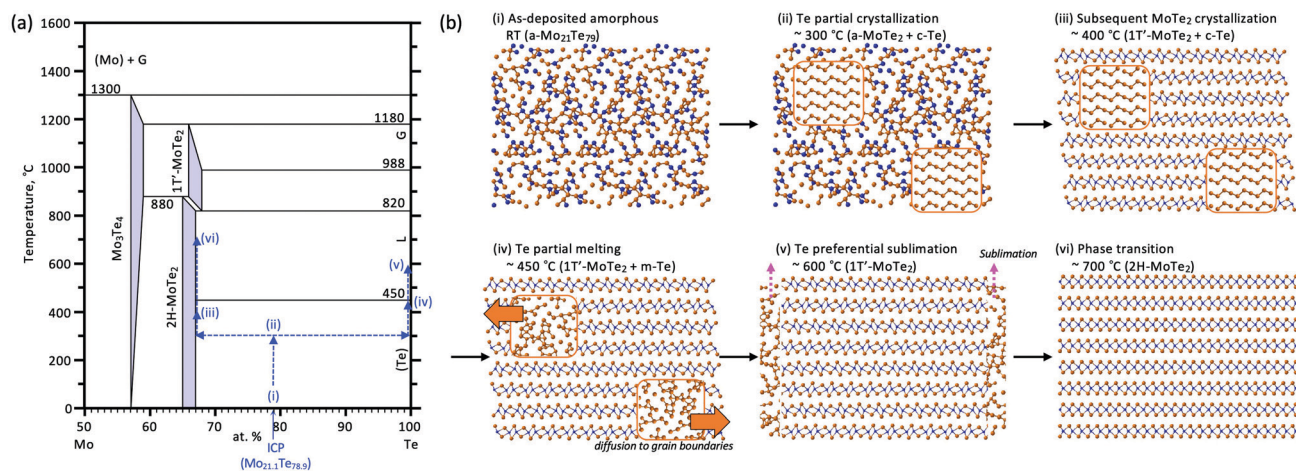 (a)
1600
1400
1200
1000
800
600
400
200
0
Temperature, °C
(Mo) + G
1300
1180
G
988
880
820
L
450
(Te)
Mo3Te4
1T′-MoTe2
2H-MoTe2
(vi)
(v)
(iv)
(iii)
(ii)
(i)
50 60 70 80 90 100
Mo at. % Te
ICP
(Mo21.1Te78.9)
(b)
(i) As-deposited amorphous
RT (a-Mo21Te79)
(ii) Te partial crystallization
~ 300 °C (a-MoTe2 + c-Te)
(iii) Subsequent MoTe2 crystallization
~ 400 °C (1T′-MoTe2 + c-Te)
(iv) Te partial melting
~ 450 °C (1T′-MoTe2 + m-Te)
diffusion to grain boundaries
(v) Te preferential sublimation
~ 600 °C (1T′-MoTe2)
Sublimation
(vi) Phase transition
~ 700 °C (2H-MoTe2)